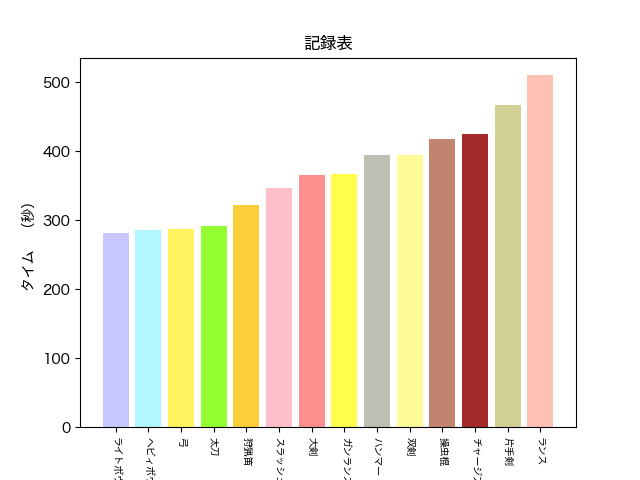 記録表
タイム （秒）
500
400
300
200
100
0
ライトボウ
ヘビィボウ
弓
太刀
狩猟笛
スラッシュ
大剣
ガンランス
ハンマー
双剣
操虫棍
チャージア
片手剣
ランス